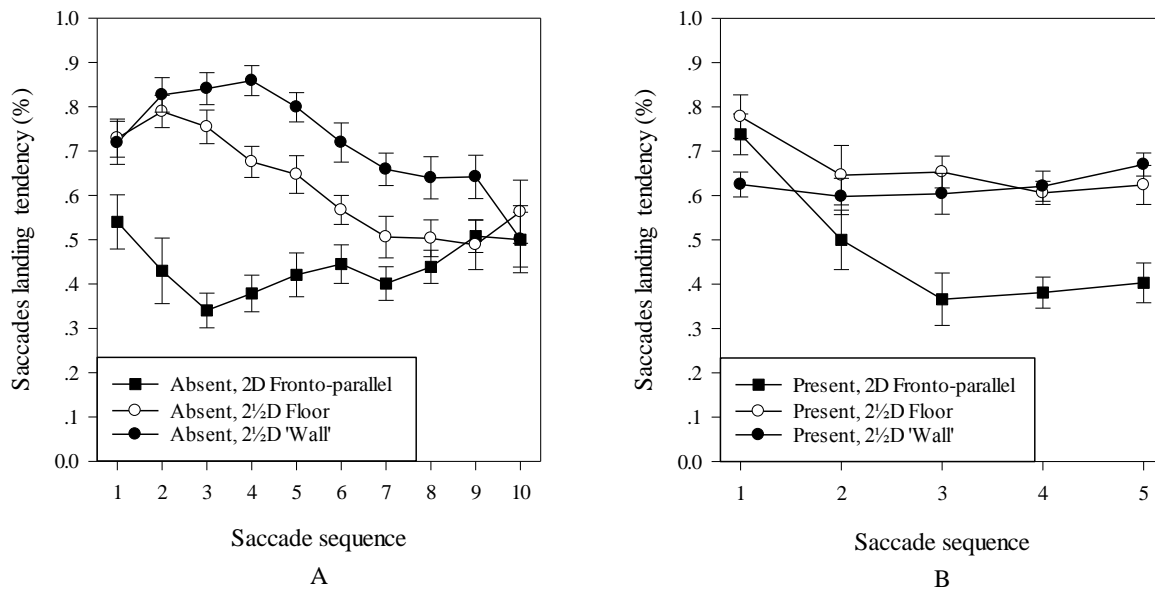 Saccades landing tendency (%)
1.0
.9
.8
.7
.6
.5
.4
.3
.2
.1
0.0
Absent, 2D Fronto-parallel
Absent, 2½D Floor
Absent, 2½D 'Wall'
1 2 3 4 5 6 7 8 9 10
Saccade sequence
A
Saccades landing tendency (%)
1.0
.9
.8
.7
.6
.5
.4
.3
.2
.1
0.0
Present, 2D Fronto-parallel
Present, 2½D Floor
Present, 2½D 'Wall'
1 2 3 4 5
Saccade sequence
B